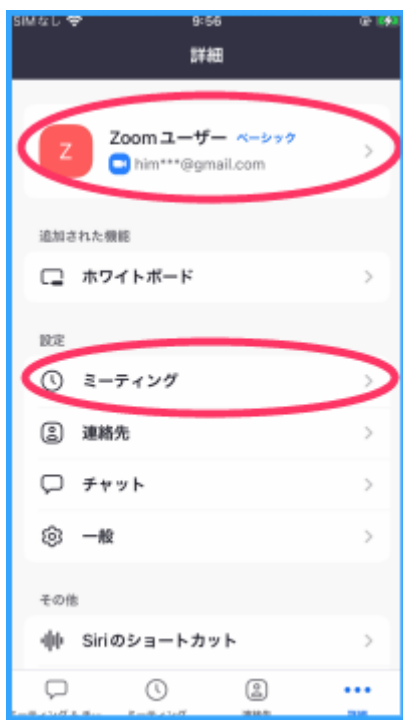 SIMなし 9:56
詳細
Z
Zoomユーザー ベーシック
him***@gmail.com
追加された機能
ホワイトボード
設定
ミーティング
連絡先
チャット
一般
その他
Siriのショートカット